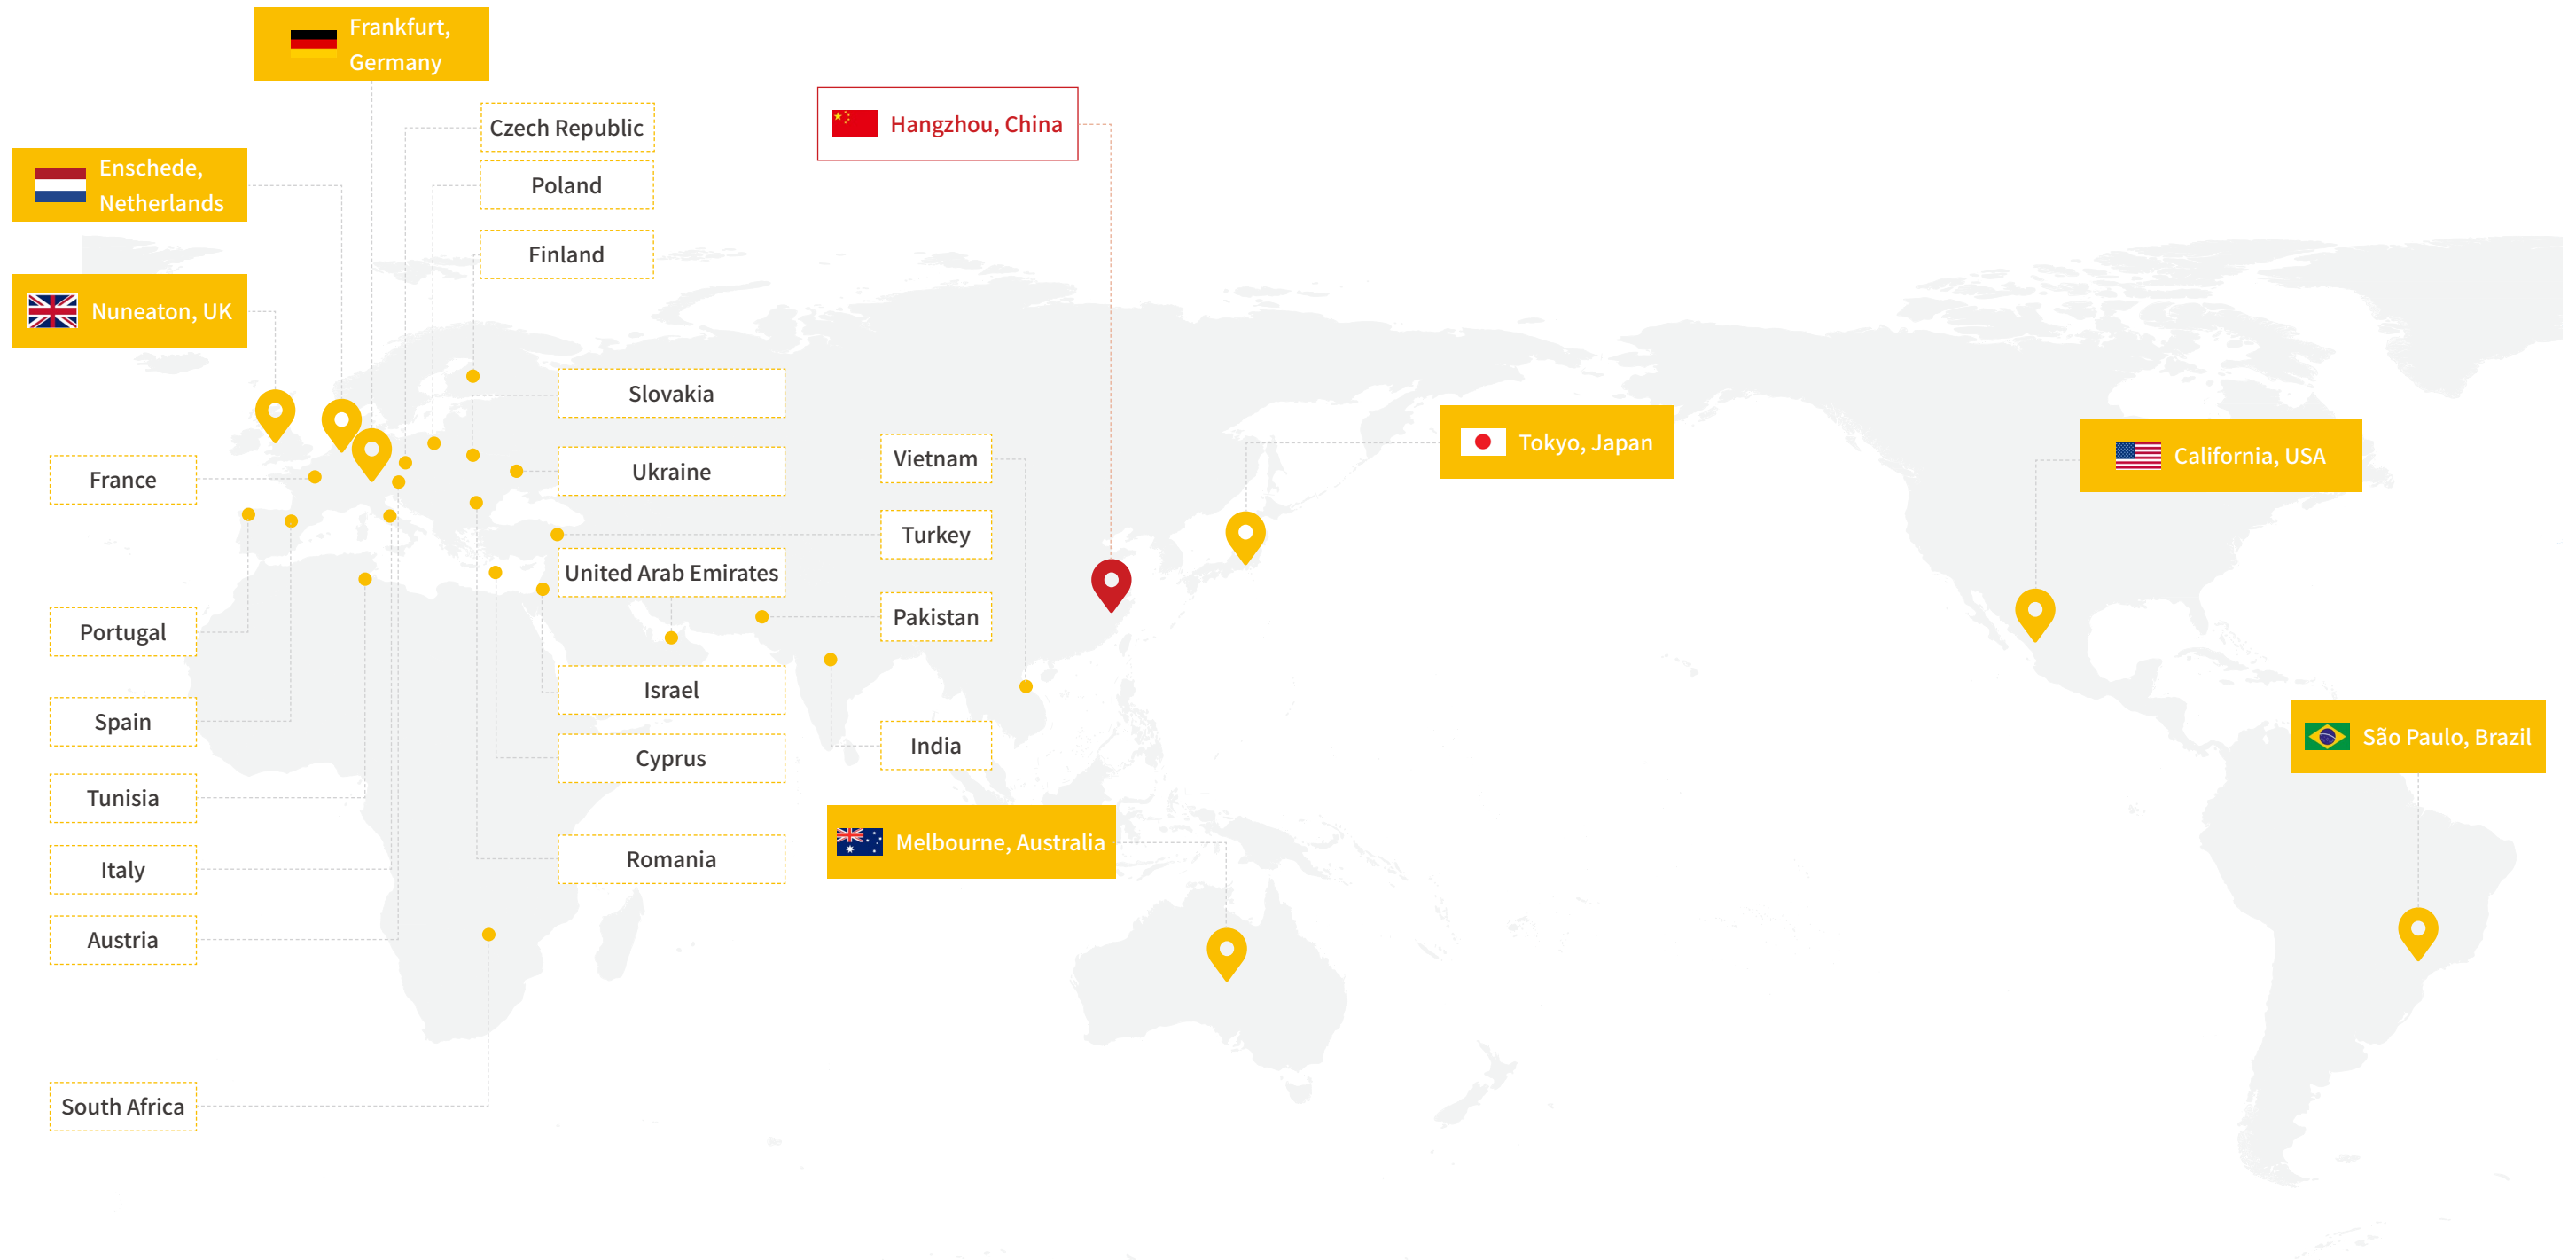 Frankfurt,
Germany
Czech Republic
Hangzhou, China
Enschede,
Netherlands
Poland
Finland
Nuneaton, UK
Slovakia
Tokyo, Japan
California, USA
Vietnam
Ukraine
France
Turkey
United Arab Emirates
Pakistan
Portugal
Israel
Spain
India
São Paulo, Brazil
Cyprus
Tunisia
Melbourne, Australia
Romania
Italy
Austria
South Africa